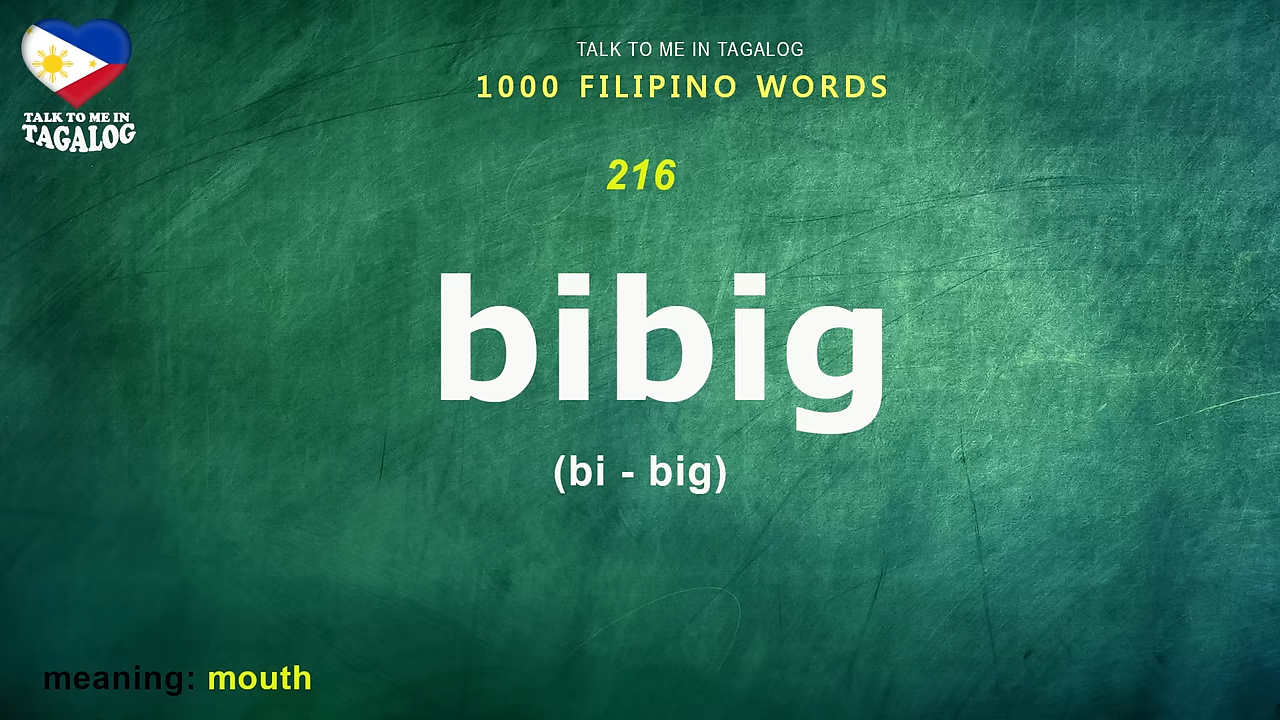 TALK TO ME IN
TAGALOG
TALK TO ME IN TAGALOG
1000 FILIPINO WORDS
216
bibig
(bi - big)
meaning: mouth